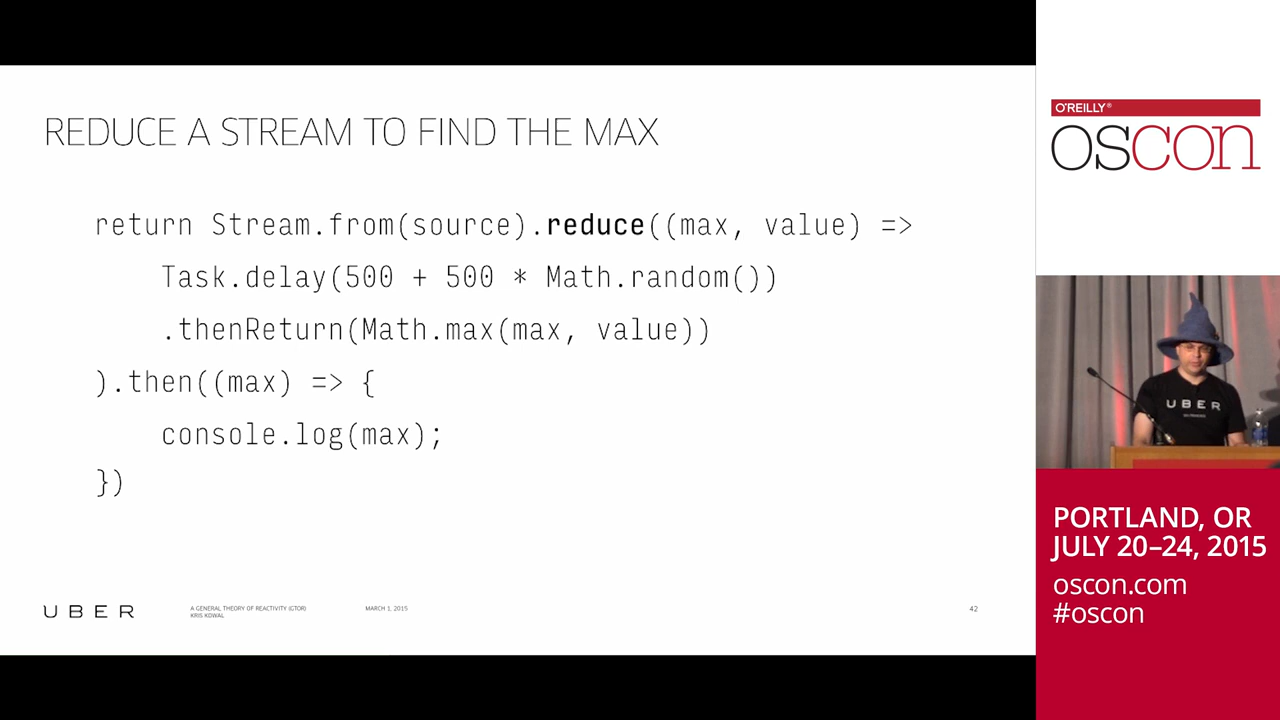 REDUCE A STREAM TO FIND THE MAX
return Stream.from(source).reduce((max, value) =>
Task.delay(500 + 500 * Math.random())
.thenReturn(Math.max(max, value))
).then((max) => {
console.log(max);
})
UBER
A GENERAL THEORY OF REACTIVITY (GTOR)
KRIS KOWAL
MARCH 1, 2015
42
O'REILLY®
OSCON
UBER
PORTLAND, OR
JULY 20–24, 2015
oscon.com
#oscon